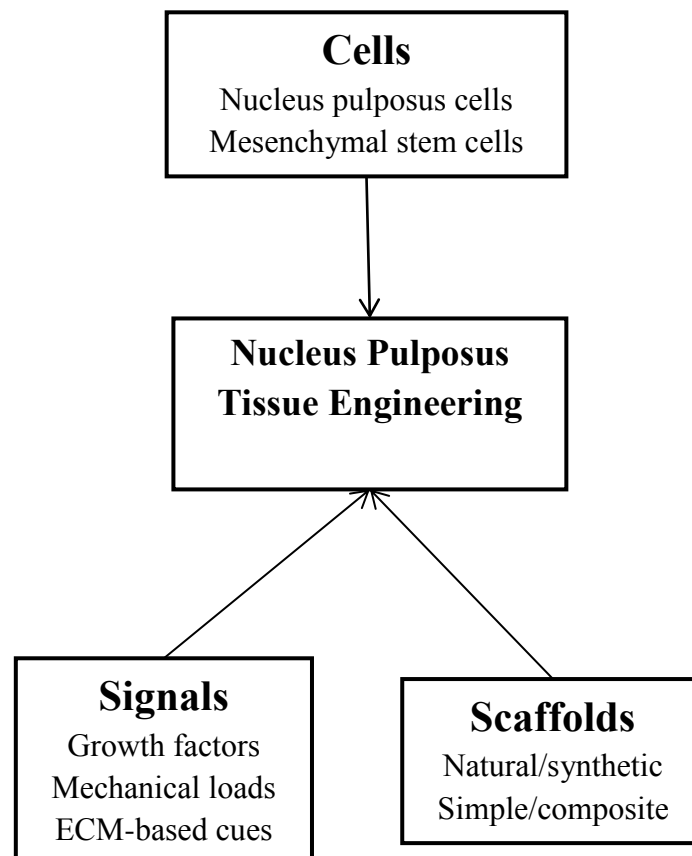 Cells
Nucleus pulposus cells
Mesenchymal stem cells
Nucleus Pulposus
Tissue Engineering
Signals
Growth factors
Mechanical loads
ECM-based cues
Scaffolds
Natural/synthetic
Simple/composite